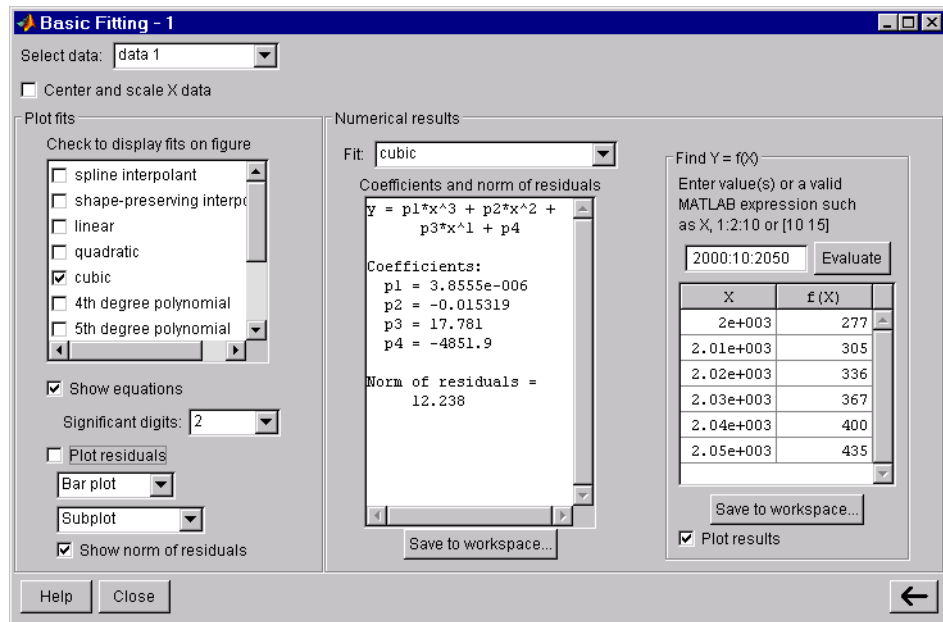 Basic Fitting - 1
Select data: data 1
Center and scale X data
Plot fits
Check to display fits on figure
spline interpolant
shape-preserving interpo
linear
quadratic
cubic
4th degree polynomial
5th degree polynomial
Show equations
Significant digits: 2
Plot residuals
Bar plot
Subplot
Show norm of residuals
Numerical results
Fit: cubic
Coefficients and norm of residuals
y = p1*x^3 + p2*x^2 +
p3*x^1 + p4
Coefficients:
p1 = 3.8555e-006
p2 = -0.015319
p3 = 17.781
p4 = -4851.9
Norm of residuals =
12.238
Save to workspace...
Find Y = f(X)
Enter value(s) or a valid
MATLAB expression such
as X, 1:2:10 or [10 15]
2000:10:2050 Evaluate
X f(X)
2e+003 277
2.01e+003 305
2.02e+003 336
2.03e+003 367
2.04e+003 400
2.05e+003 435
Save to workspace...
Plot results
Help Close